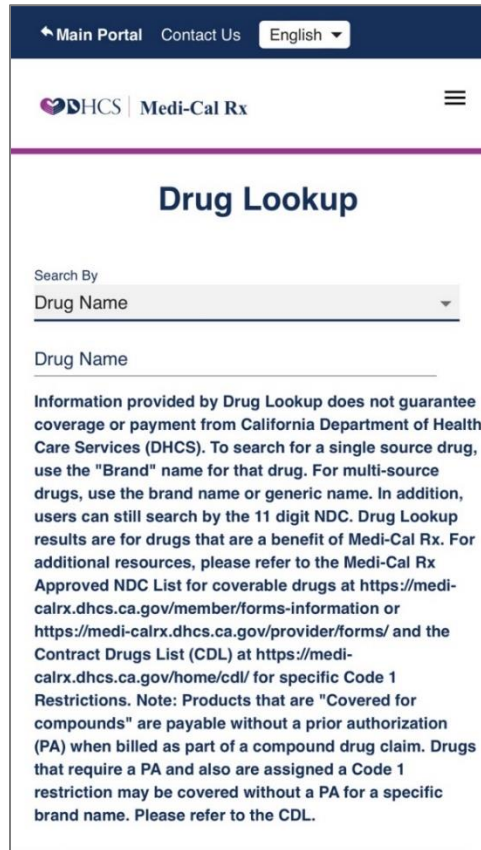 Main Portal Contact Us English
DHCS | Medi-Cal Rx
Drug Lookup
Search By
Drug Name
Drug Name
Information provided by Drug Lookup does not guarantee
coverage or payment from California Department of Health
Care Services (DHCS). To search for a single source drug,
use the "Brand" name for that drug. For multi-source
drugs, use the brand name or generic name. In addition,
users can still search by the 11 digit NDC. Drug Lookup
results are for drugs that are a benefit of Medi-Cal Rx. For
additional resources, please refer to the Medi-Cal Rx
Approved NDC List for coverable drugs at https://medi-
calrx.dhcs.ca.gov/member/forms-information or
https://medi-calrx.dhcs.ca.gov/provider/forms/ and the
Contract Drugs List (CDL) at https://medi-
calrx.dhcs.ca.gov/home/cdl/ for specific Code 1
Restrictions. Note: Products that are "Covered for
compounds" are payable without a prior authorization
(PA) when billed as part of a compound drug claim. Drugs
that require a PA and also are assigned a Code 1
restriction may be covered without a PA for a specific
brand name. Please refer to the CDL.